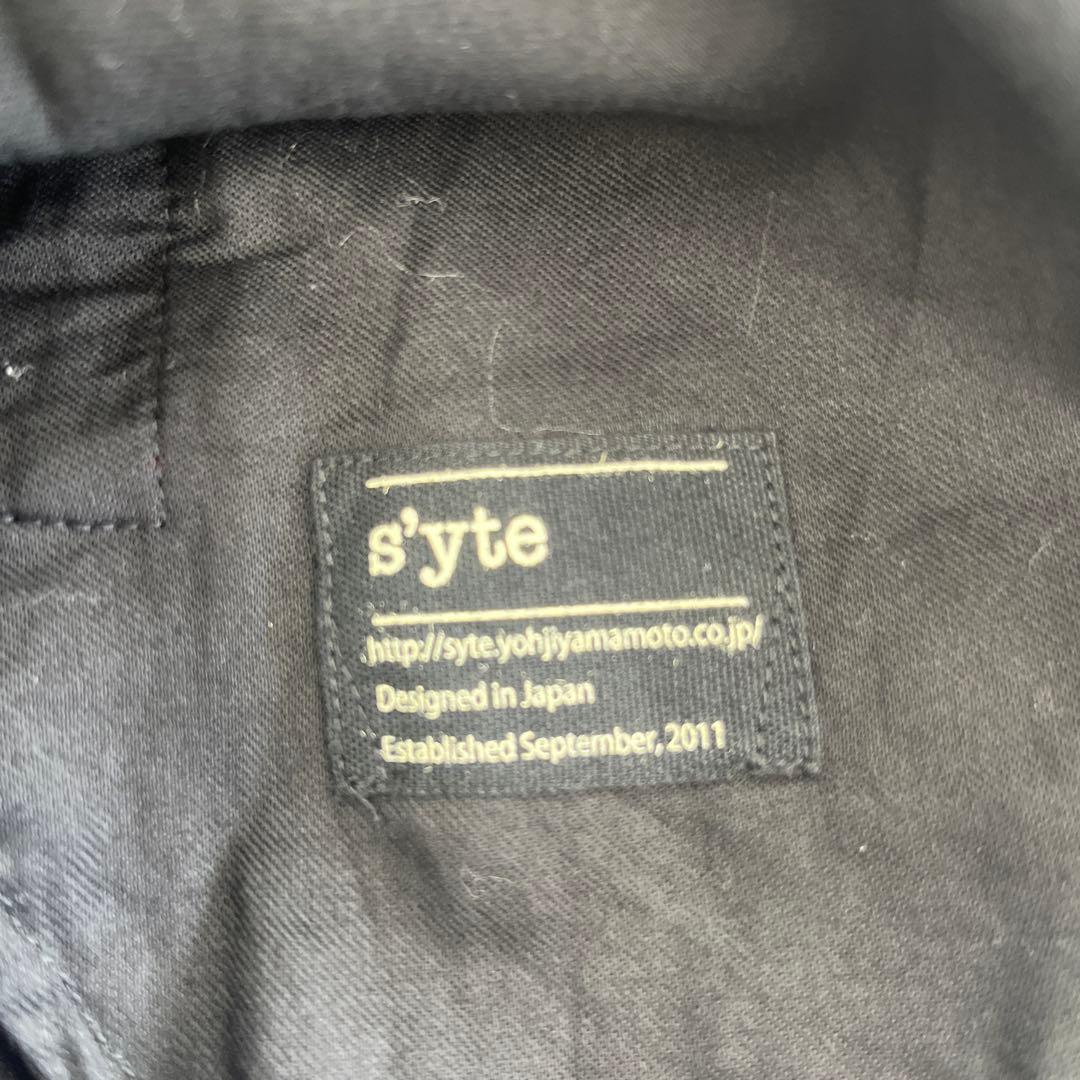 s'yte
http://syte.yohjiyamamoto.co.jp/
Designed in Japan
Established September, 2011